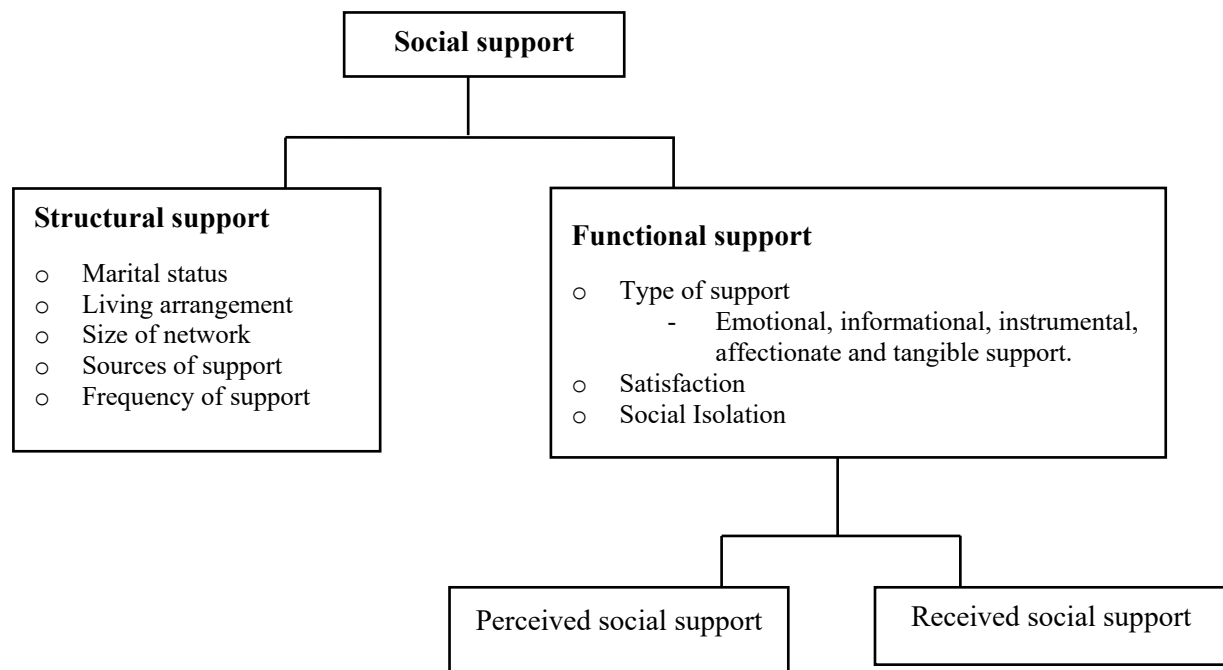 Social support
Structural support
o Marital status
o Living arrangement
o Size of network
o Sources of support
o Frequency of support
Functional support
o Type of support
- Emotional, informational, instrumental,
affectionate and tangible support.
o Satisfaction
o Social Isolation
Perceived social support
Received social support